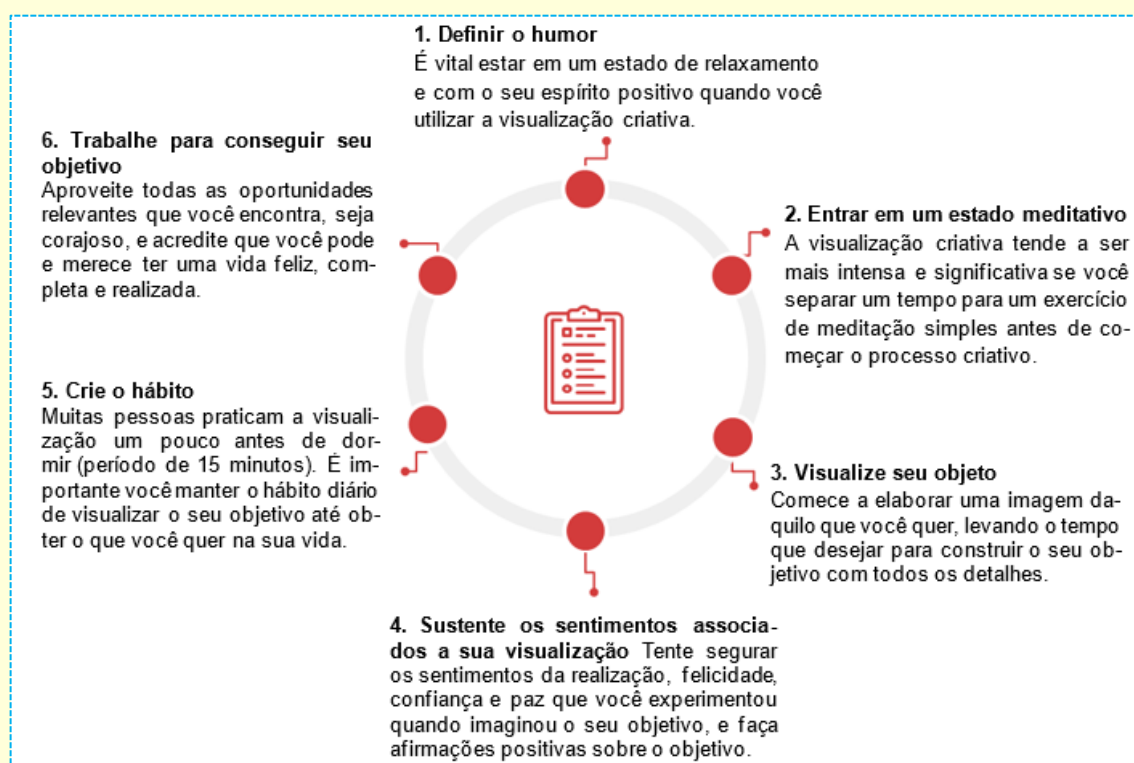 1. Definir o humor
É vital estar em um estado de relaxamento
e com o seu espírito positivo quando você
utilizar a visualização criativa.
2. Entrar em um estado meditativo
A visualização criativa tende a ser
mais intensa e significativa se você
separar um tempo para um exercício
de meditação simples antes de co-
meçar o processo criativo.
3. Visualize seu objeto
Comece a elaborar uma imagem da-
quilo que você quer, levando o tempo
que desejar para construir o seu ob-
jetivo com todos os detalhes.
4. Sustente os sentimentos associa-
dos a sua visualização Tente segurar
os sentimentos da realização, felicidade,
confiança e paz que você experimentou
quando imaginou o seu objetivo, e faça
afirmações positivas sobre o objetivo.
5. Crie o hábito
Muitas pessoas praticam a visuali-
zação um pouco antes de dor-
mir (período de 15 minutos). É im-
portante você manter o hábito diário
de visualizar o seu objetivo até ob-
ter o que você quer na sua vida.
6. Trabalhe para conseguir seu
objetivo
Aproveite todas as oportunidades
relevantes que você encontra, seja
corajoso, e acredite que você pode
e merece ter uma vida feliz, com-
pleta e realizada.